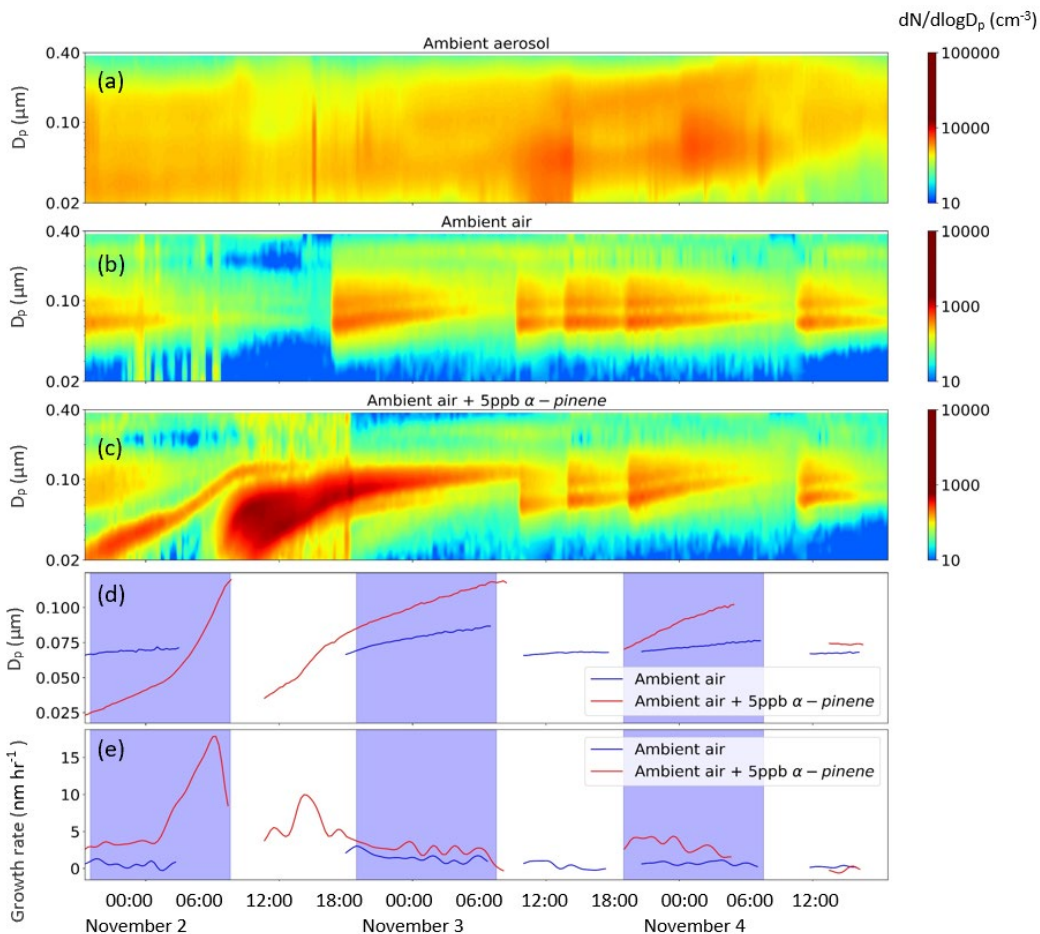 dN/dlogDp (cm-3)
Ambient aerosol
(a)
Dp (μm)
0.40
0.10
0.02
100000
10000
100
10
Ambient air
(b)
Dp (μm)
0.40
0.10
0.02
10000
1000
100
10
Ambient air + 5ppb α − pinene
(c)
Dp (μm)
0.40
0.10
0.02
10000
1000
100
10
(d)
Dp (μm)
0.100
0.075
0.050
0.025
Ambient air
Ambient air + 5ppb α − pinene
(e)
Growth rate (nm hr-1)
15
10
5
0
Ambient air
Ambient air + 5ppb α − pinene
00:00 06:00 12:00 18:00 00:00 06:00 12:00 18:00 00:00 06:00 12:00
November 2 November 3 November 4